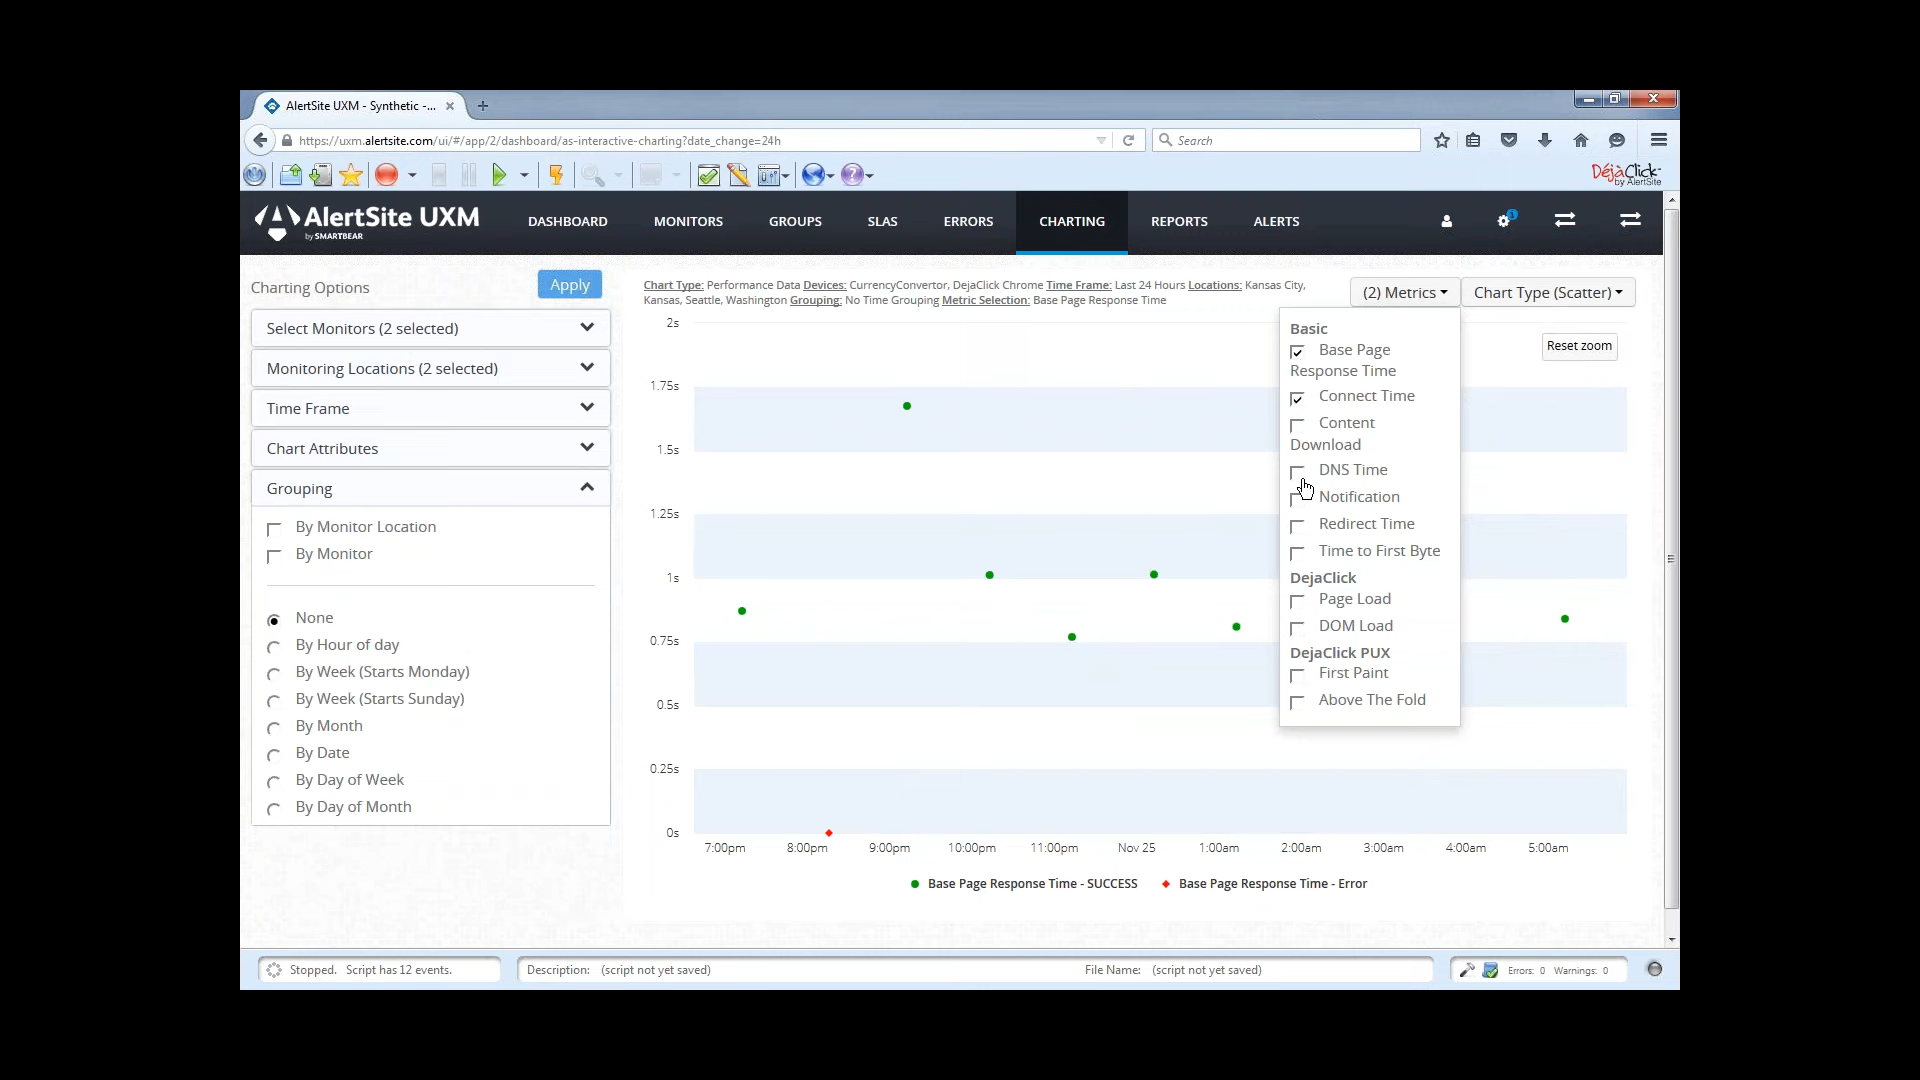 AlertSite UXM - Synthetic -...
https://uxm.alertsite.com/ui/#/app/2/dashboard/as-interactive-charting?date_change=24h
Search
DéjàClick
by AlertSite
AlertSite UXM
by SMARTBEAR
DASHBOARD
MONITORS
GROUPS
SLAS
ERRORS
CHARTING
REPORTS
ALERTS
1
Charting Options
Apply
Select Monitors (2 selected)
Monitoring Locations (2 selected)
Time Frame
Chart Attributes
Grouping
By Monitor Location
By Monitor
None
By Hour of day
By Week (Starts Monday)
By Week (Starts Sunday)
By Month
By Date
By Day of Week
By Day of Month
Chart Type: Performance Data Devices: CurrencyConvertor, DejaClick Chrome Time Frame: Last 24 Hours Locations: Kansas City,
Kansas, Seattle, Washington Grouping: No Time Grouping Metric Selection: Base Page Response Time
(2) Metrics
Chart Type (Scatter)
Reset zoom
Basic
Base Page
Response Time
Connect Time
Content
Download
DNS Time
Notification
Redirect Time
Time to First Byte
DejaClick
Page Load
DOM Load
DejaClick PUX
First Paint
Above The Fold
2s
1.75s
1.5s
1.25s
1s
0.75s
0.5s
0.25s
0s
7:00pm
8:00pm
9:00pm
10:00pm
11:00pm
Nov 25
1:00am
2:00am
3:00am
4:00am
5:00am
Base Page Response Time - SUCCESS
Base Page Response Time - Error
Stopped. Script has 12 events.
Description: (script not yet saved)
File Name: (script not yet saved)
Errors: 0 Warnings: 0